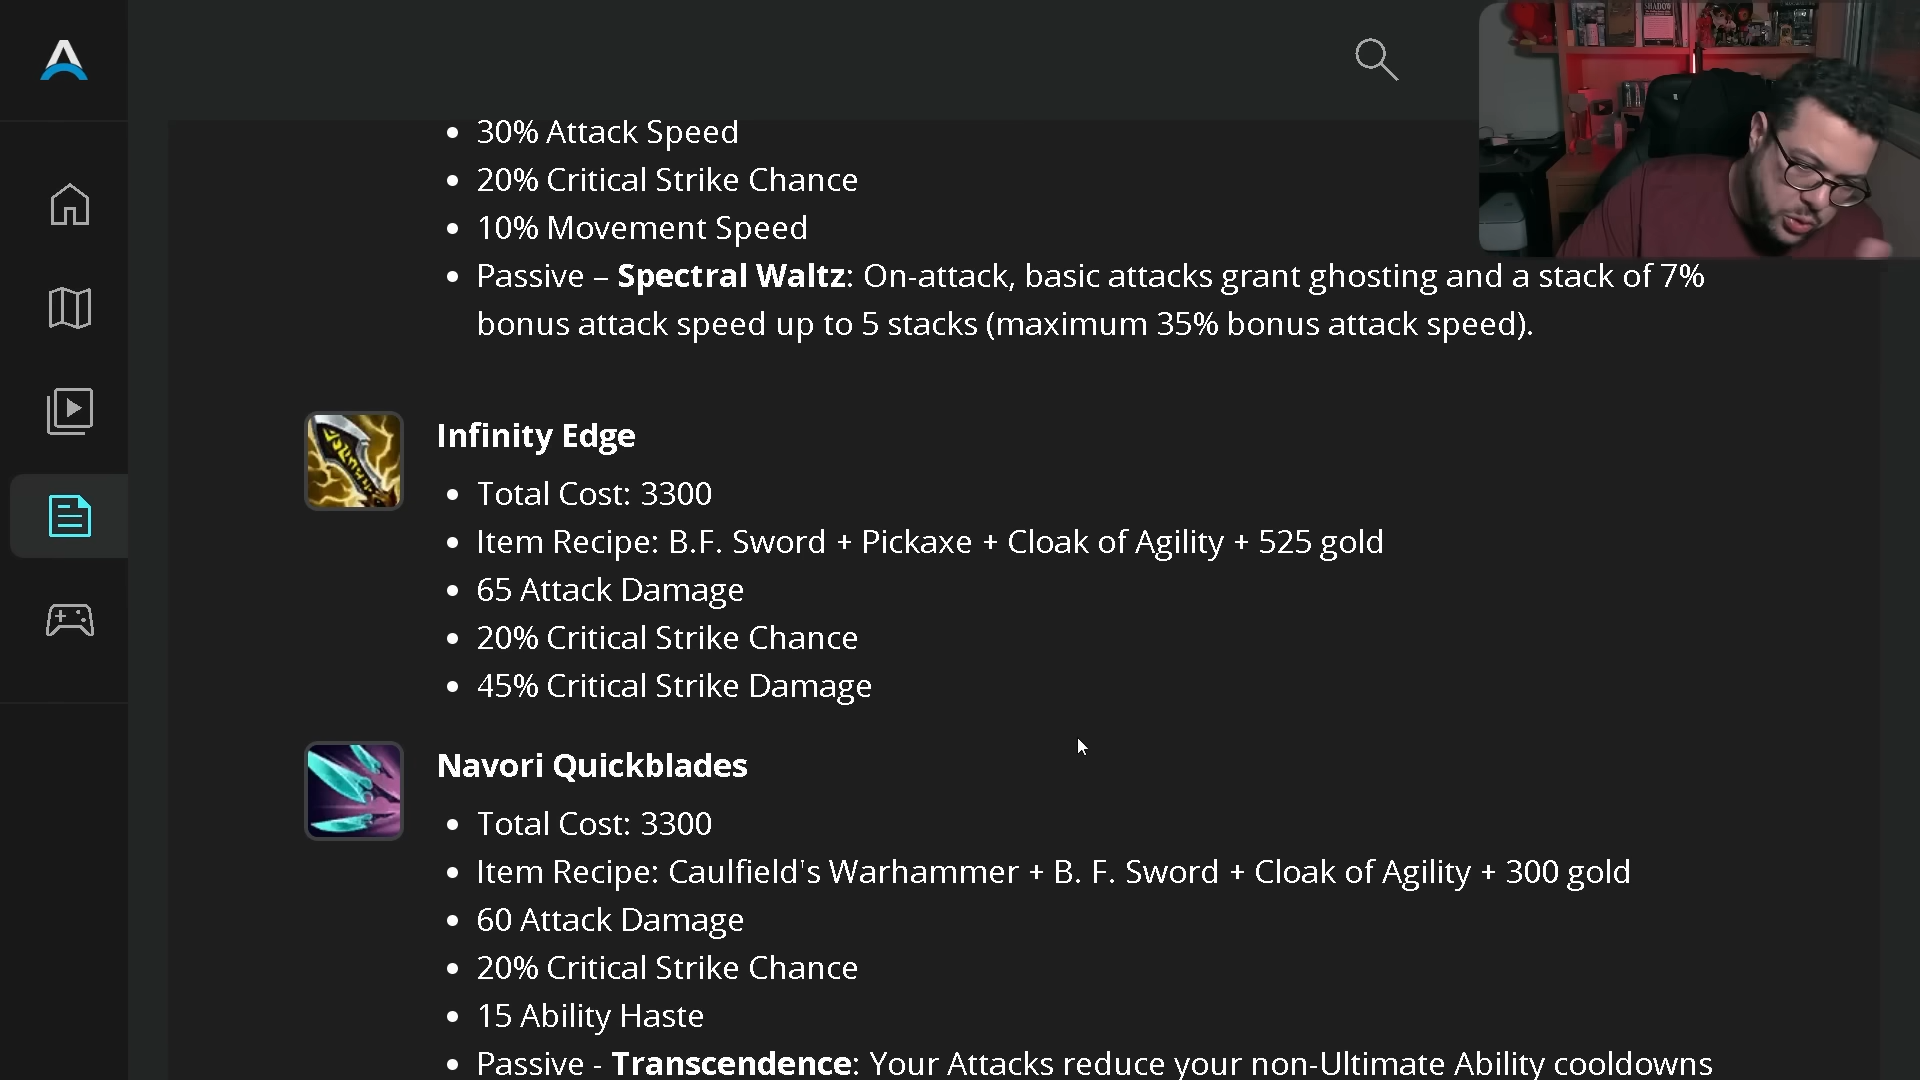 SHADOW
• 30% Attack Speed
• 20% Critical Strike Chance
• 10% Movement Speed
• Passive – Spectral Waltz: On-attack, basic attacks grant ghosting and a stack of 7%
bonus attack speed up to 5 stacks (maximum 35% bonus attack speed).
Infinity Edge
• Total Cost: 3300
• Item Recipe: B.F. Sword + Pickaxe + Cloak of Agility + 525 gold
• 65 Attack Damage
• 20% Critical Strike Chance
• 45% Critical Strike Damage
Navori Quickblades
• Total Cost: 3300
• Item Recipe: Caulfield's Warhammer + B. F. Sword + Cloak of Agility + 300 gold
• 60 Attack Damage
• 20% Critical Strike Chance
• 15 Ability Haste
• Passive - Transcendence: Your Attacks reduce your non-Ultimate Ability cooldowns